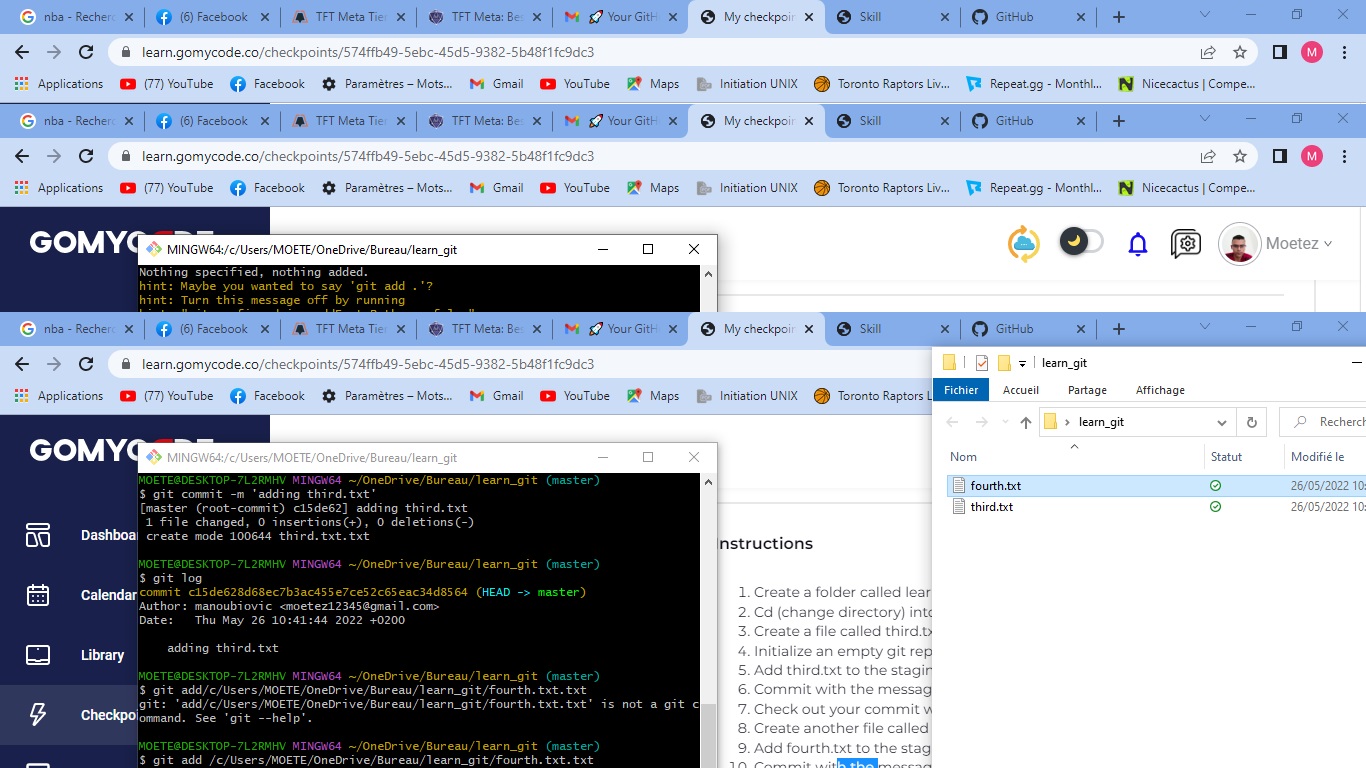 nba - Recherc
(6) Facebook
TFT Meta Tier
TFT Meta: Bes
Your GitH
My checkpoin
Skill
GitHub
learn.gomycode.co/checkpoints/574ffb49-5ebc-45d5-9382-5b48f1fc9dc3
M
Applications
(77) YouTube
Facebook
Paramètres – Mots...
Gmail
YouTube
Maps
Initiation UNIX
Toronto Raptors Liv...
Repeat.gg - Monthl...
Nicecactus | Compe...
nba - Recherc
(6) Facebook
TFT Meta Tier
TFT Meta: Bes
Your GitH
My checkpoin
Skill
GitHub
learn.gomycode.co/checkpoints/574ffb49-5ebc-45d5-9382-5b48f1fc9dc3
M
Applications
(77) YouTube
Facebook
Paramètres – Mots...
Gmail
YouTube
Maps
Initiation UNIX
Toronto Raptors Liv...
Repeat.gg - Monthl...
Nicecactus | Compe...
GOMYCODE
Moetez
MINGW64:/c/Users/MOETE/OneDrive/Bureau/learn_git
Nothing specified, nothing added.
hint: Maybe you wanted to say 'git add .'?
hint: Turn this message off by running
nba - Recherc
(6) Facebook
TFT Meta Tier
TFT Meta: Bes
Your GitH
My checkpoin
Skill
GitHub
learn.gomycode.co/checkpoints/574ffb49-5ebc-45d5-9382-5b48f1fc9dc3
Applications
(77) YouTube
Facebook
Paramètres – Mots...
Gmail
YouTube
Maps
Initiation UNIX
Toronto
learn_git
Fichier
Accueil
Partage
Affichage
learn_git
Recherch
Nom
Statut
Modifié le
fourth.txt
26/05/2022 10:
third.txt
26/05/2022 10:
GOMYCODE
Dashboa
Calendar
Library
Checkpoi
MINGW64:/c/Users/MOETE/OneDrive/Bureau/learn_git
MOETE@DESKTOP-7L2RMHV MINGW64 ~/OneDrive/Bureau/learn_git (master)
$ git commit -m 'adding third.txt'
[master (root-commit) c15de62] adding third.txt
1 file changed, 0 insertions(+), 0 deletions(-)
create mode 100644 third.txt.txt
MOETE@DESKTOP-7L2RMHV MINGW64 ~/OneDrive/Bureau/learn_git (master)
$ git log
commit c15de628d68ec7b3ac455e7ce52c65eac34d8564 (HEAD -> master)
Author: manoubiovic <moetez12345@gmail.com>
Date:   Thu May 26 10:41:44 2022 +0200
adding third.txt
MOETE@DESKTOP-7L2RMHV MINGW64 ~/OneDrive/Bureau/learn_git (master)
$ git add/c/Users/MOETE/OneDrive/Bureau/learn_git/fourth.txt.txt
git: 'add/c/Users/MOETE/OneDrive/Bureau/learn_git/fourth.txt.txt' is not a git c
ommand. See 'git --help'.
MOETE@DESKTOP-7L2RMHV MINGW64 ~/OneDrive/Bureau/learn_git (master)
$ git add /c/Users/MOETE/OneDrive/Bureau/learn_git/fourth.txt.txt
nstructions
1. Create a folder called lear
2. Cd (change directory) into
3. Create a file called third.tx
4. Initialize an empty git rep
5. Add third.txt to the stagin
6. Commit with the messag
7. Check out your commit w
8. Create another file called
9. Add fourth.txt to the stag
10. Commit with the messag